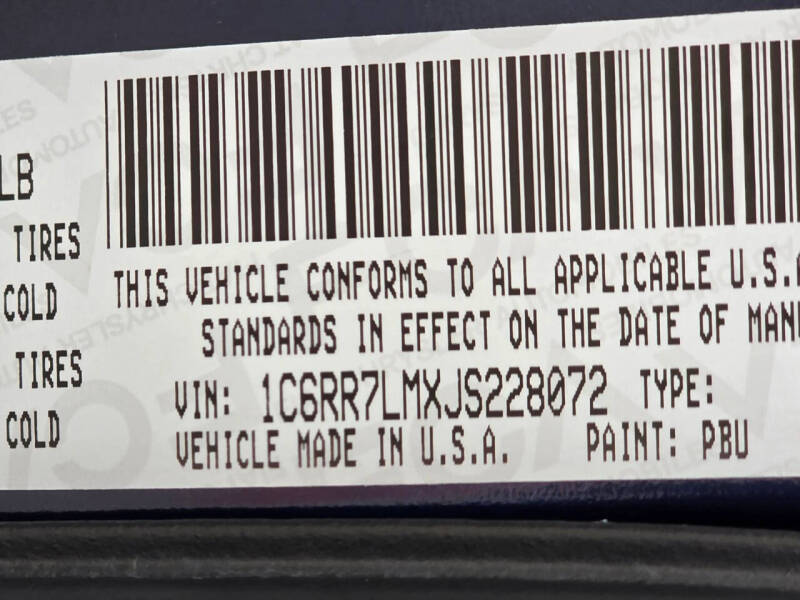 LB
TIRES
COLD
TIRES
COLD
THIS VEHICLE CONFORMS TO ALL APPLICABLE U.S.A
STANDARDS IN EFFECT ON THE DATE OF MANU
VIN: 1C6RR7LMXJS228072 TYPE:
VEHICLE MADE IN U.S.A. PAINT: PBU